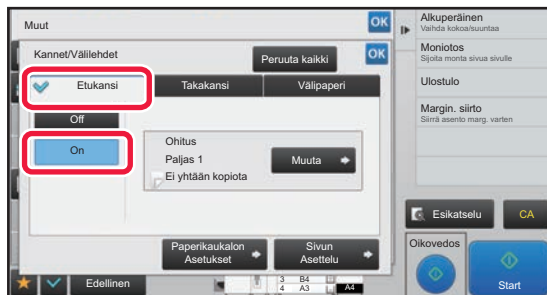 Muut
OK
Kannet/Välilehdet
Peruuta kaikki
OK
Etukansi
Takakansi
Välipaperi
Off
On
Ohitus
Paljas 1
Ei yhtään kopiota
Muuta
Paperikaukalon
Asetukset
Sivun
Asettelu
Edellinen
3 B4
4 A3
A4
Alkuperäinen
Vaihda kokoa/suuntaa
Moniotos
Sijoita monta sivua sivulle
Ulostulo
Margin. siirto
Siirrä asento marg. varten
Esikatselu
CA
Oikovedos
Start